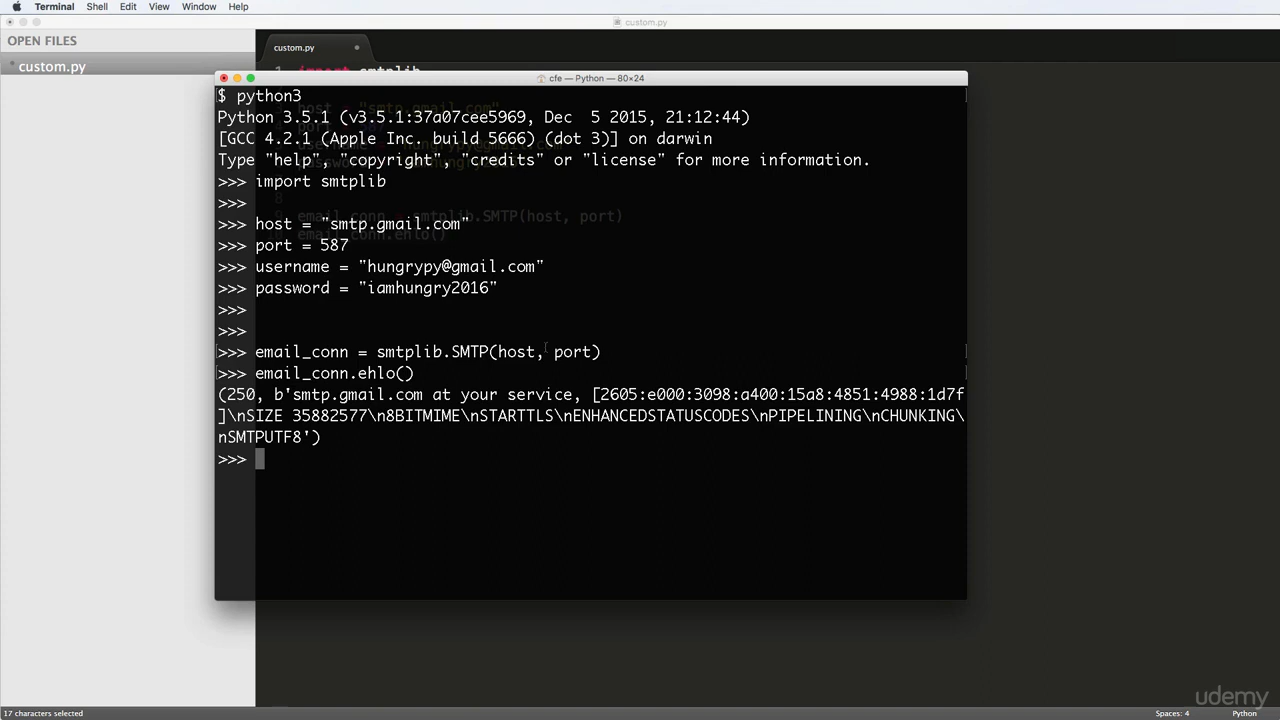 Terminal Shell Edit View Window Help
custom.py
OPEN FILES
custom.py
custom.py
1 import smtplib
cfe — Python — 80×24
$ python3
Python 3.5.1 (v3.5.1:37a07cee5969, Dec  5 2015, 21:12:44)
[GCC 4.2.1 (Apple Inc. build 5666) (dot 3)] on darwin
Type "help", "copyright", "credits" or "license" for more information.
>>> import smtplib
>>>
>>> host = "smtp.gmail.com"
>>> port = 587
>>> username = "hungrypy@gmail.com"
>>> password = "iamhungry2016"
>>>
>>>
>>> email_conn = smtplib.SMTP(host, port)
>>> email_conn.ehlo()
(250, b'smtp.gmail.com at your service, [2605:e000:3098:a400:15a8:4851:4988:1d7f
]\nSIZE 35882577\n8BITMIME\nSTARTTLS\nENHANCEDSTATUSCODES\nPIPELINING\nCHUNKING\
nSMTPUTF8')
>>>
udemy
17 characters selected
Spaces: 4 Python